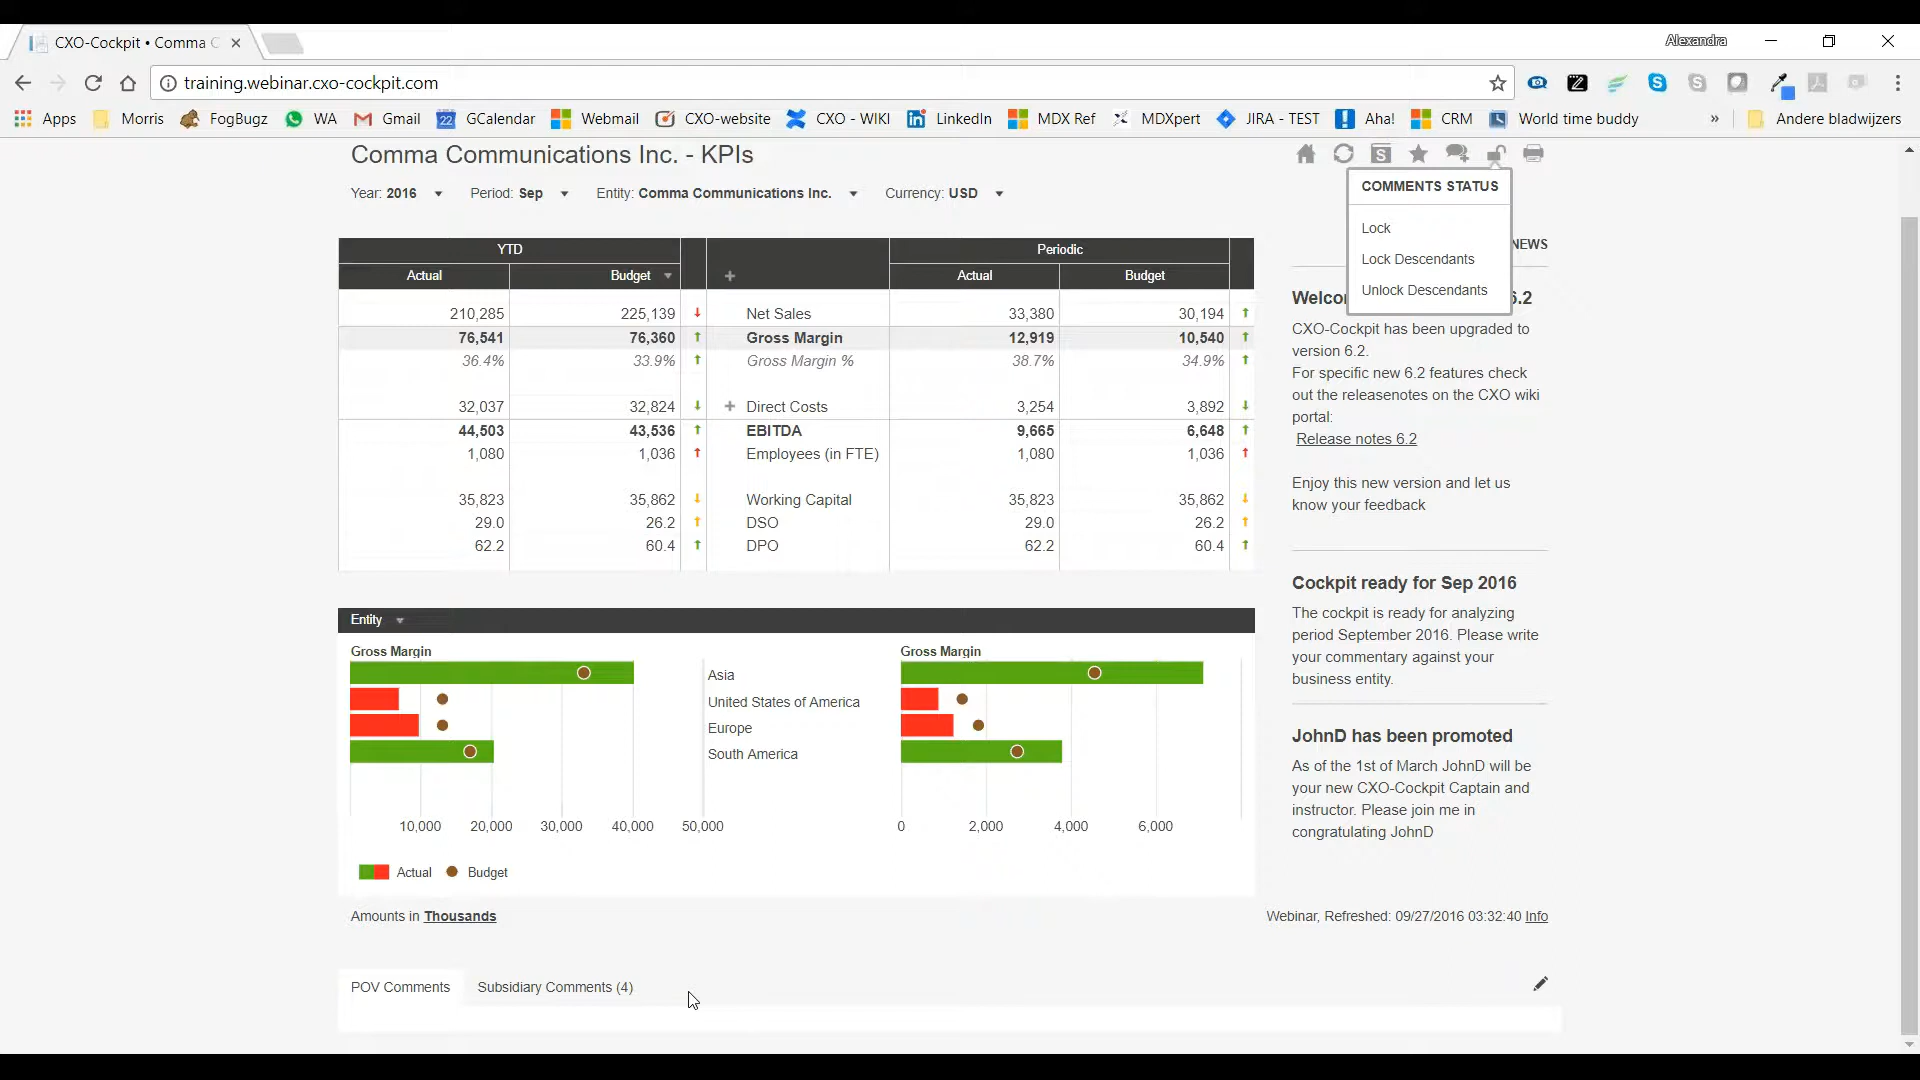 CXO-Cockpit • Comma C
Alexandra
training.webinar.cxo-cockpit.com
Apps Morris FogBugz WA Gmail 22 GCalendar Webmail CXO-website CXO - WIKI LinkedIn MDX Ref MDXpert JIRA - TEST Aha! CRM World time buddy » Andere bladwijzers
Comma Communications Inc. - KPIs
Year: 2016 Period: Sep Entity: Comma Communications Inc. Currency: USD
COMMENTS STATUS
Lock
Lock Descendants
Unlock Descendants
NEWS
YTD Periodic
Actual Budget + Actual Budget
210,285 225,139 Net Sales 33,380 30,194
76,541 76,360 Gross Margin 12,919 10,540
36.4% 33.9% Gross Margin % 38.7% 34.9%
32,037 32,824 + Direct Costs 3,254 3,892
44,503 43,536 EBITDA 9,665 6,648
1,080 1,036 Employees (in FTE) 1,080 1,036
35,823 35,862 Working Capital 35,823 35,862
29.0 26.2 DSO 29.0 26.2
62.2 60.4 DPO 62.2 60.4
Welco 6.2
CXO-Cockpit has been upgraded to
version 6.2.
For specific new 6.2 features check
out the releasenotes on the CXO wiki
portal:
Release notes 6.2
Enjoy this new version and let us
know your feedback
Cockpit ready for Sep 2016
The cockpit is ready for analyzing
period September 2016. Please write
your commentary against your
business entity.
JohnD has been promoted
As of the 1st of March JohnD will be
your new CXO-Cockpit Captain and
instructor. Please join me in
congratulating JohnD
Entity
Gross Margin Gross Margin
Asia
United States of America
Europe
South America
10,000 20,000 30,000 40,000 50,000 0 2,000 4,000 6,000
Actual Budget
Amounts in Thousands
Webinar, Refreshed: 09/27/2016 03:32:40 Info
POV Comments Subsidiary Comments (4)